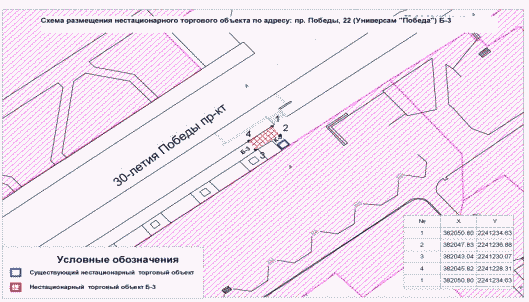 Схема размещения нестационарного торгового объекта по адресу: пр. Победы, 22 (Универсам "Победа") Б-3
30-летия Победы пр-кт
1
2
4
3
Б-3
№ X Y
1 382050.80 2241234.63
2 382047.83 2241236.88
3 382043.04 2241230.07
4 382045.82 2241228.31
1 382050.80 2241234.63
Условные обозначения
Существующий нестационарный торговый объект
Нестационарный торговый объект Б-3